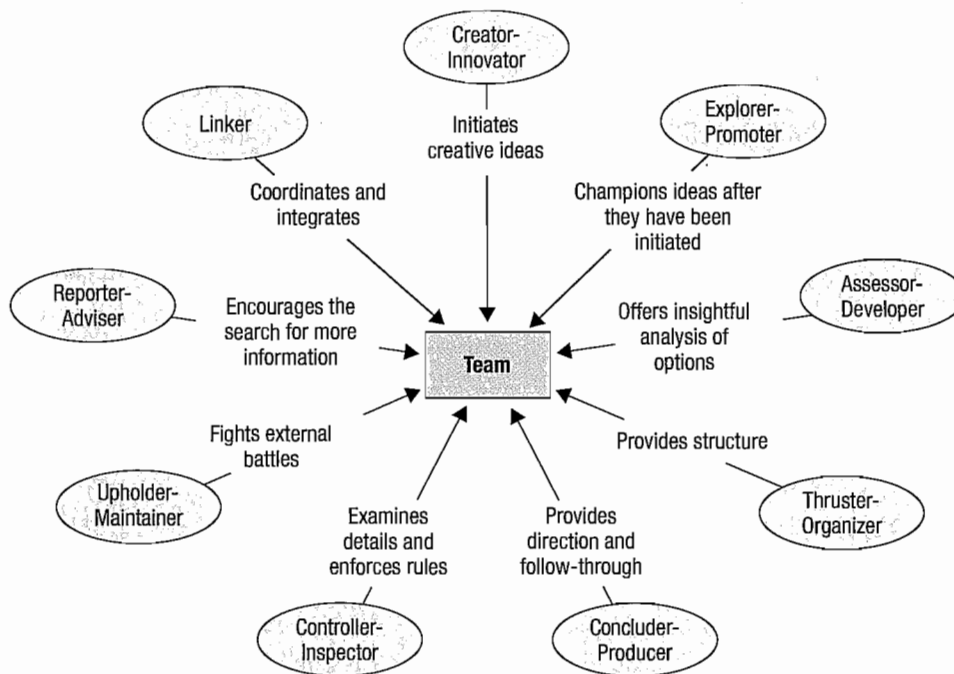 Creator-
Innovator
Initiates
creative ideas
Explorer-
Promoter
Champions ideas after
they have been
initiated
Linker
Coordinates and
integrates
Reporter-
Adviser
Encourages the
search for more
information
Assessor-
Developer
Offers insightful
analysis of
options
Team
Upholder-
Maintainer
Fights external
battles
Provides structure
Thruster-
Organizer
Examines
details and
enforces rules
Controller-
Inspector
Provides
direction and
follow-through
Concluder-
Producer